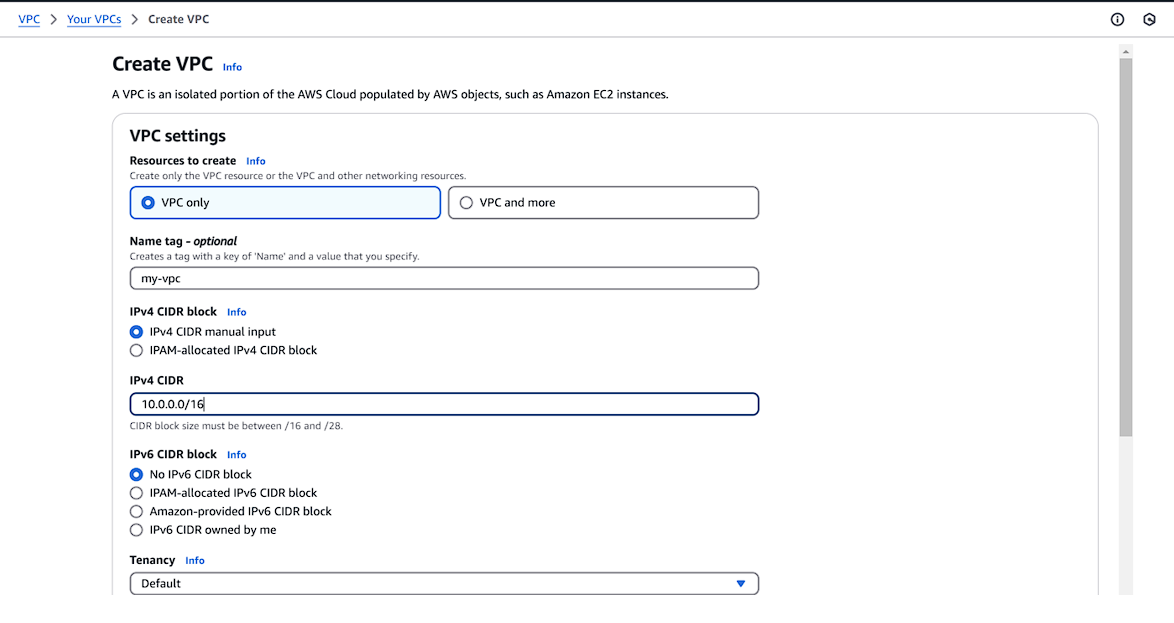 VPC > Your VPCs > Create VPC
Create VPC Info
A VPC is an isolated portion of the AWS Cloud populated by AWS objects, such as Amazon EC2 instances.
VPC settings
Resources to create Info
Create only the VPC resource or the VPC and other networking resources.
VPC only
VPC and more
Name tag - optional
Creates a tag with a key of 'Name' and a value that you specify.
my-vpc
IPv4 CIDR block Info
IPv4 CIDR manual input
IPAM-allocated IPv4 CIDR block
IPv4 CIDR
10.0.0.0/16
CIDR block size must be between /16 and /28.
IPv6 CIDR block Info
No IPv6 CIDR block
IPAM-allocated IPv6 CIDR block
Amazon-provided IPv6 CIDR block
IPv6 CIDR owned by me
Tenancy Info
Default